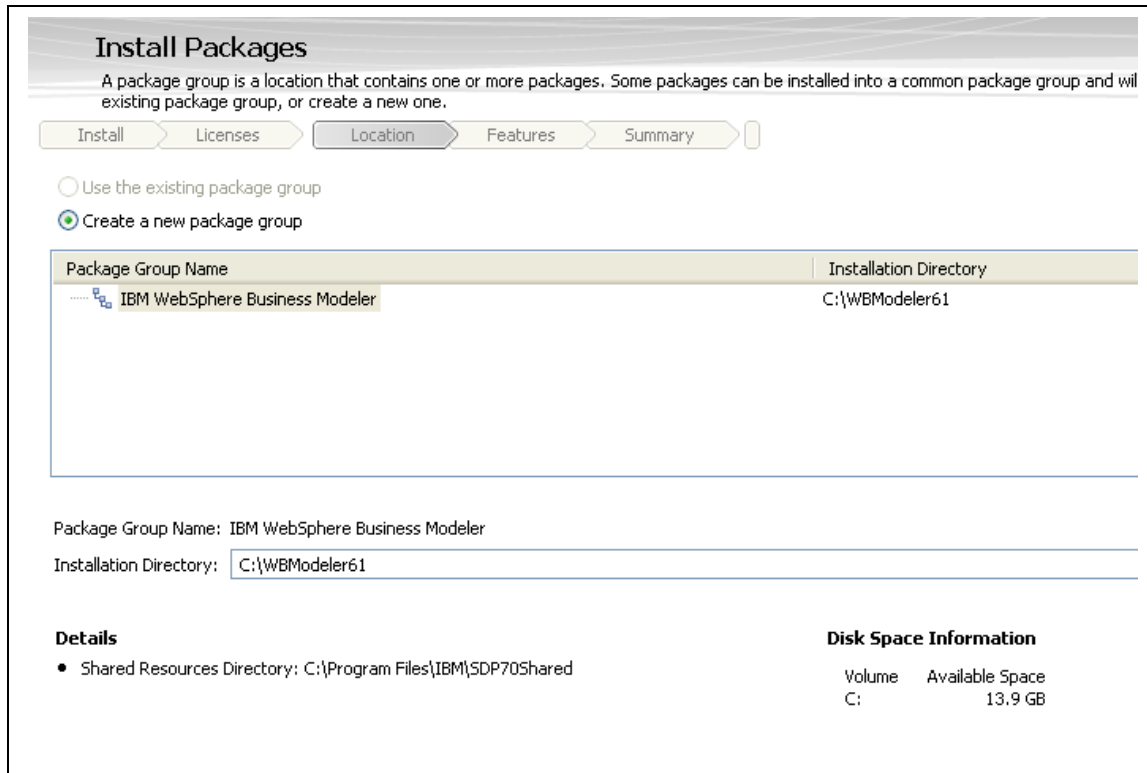 Install Packages
A package group is a location that contains one or more packages. Some packages can be installed into a common package group and wil
existing package group, or create a new one.
Install Licenses Location Features Summary
Use the existing package group
Create a new package group
Package Group Name Installation Directory
IBM WebSphere Business Modeler C:\WBModeler61
Package Group Name: IBM WebSphere Business Modeler
Installation Directory: C:\WBModeler61
Details Disk Space Information
• Shared Resources Directory: C:\Program Files\IBM\SDP70Shared
Volume Available Space
C: 13.9 GB